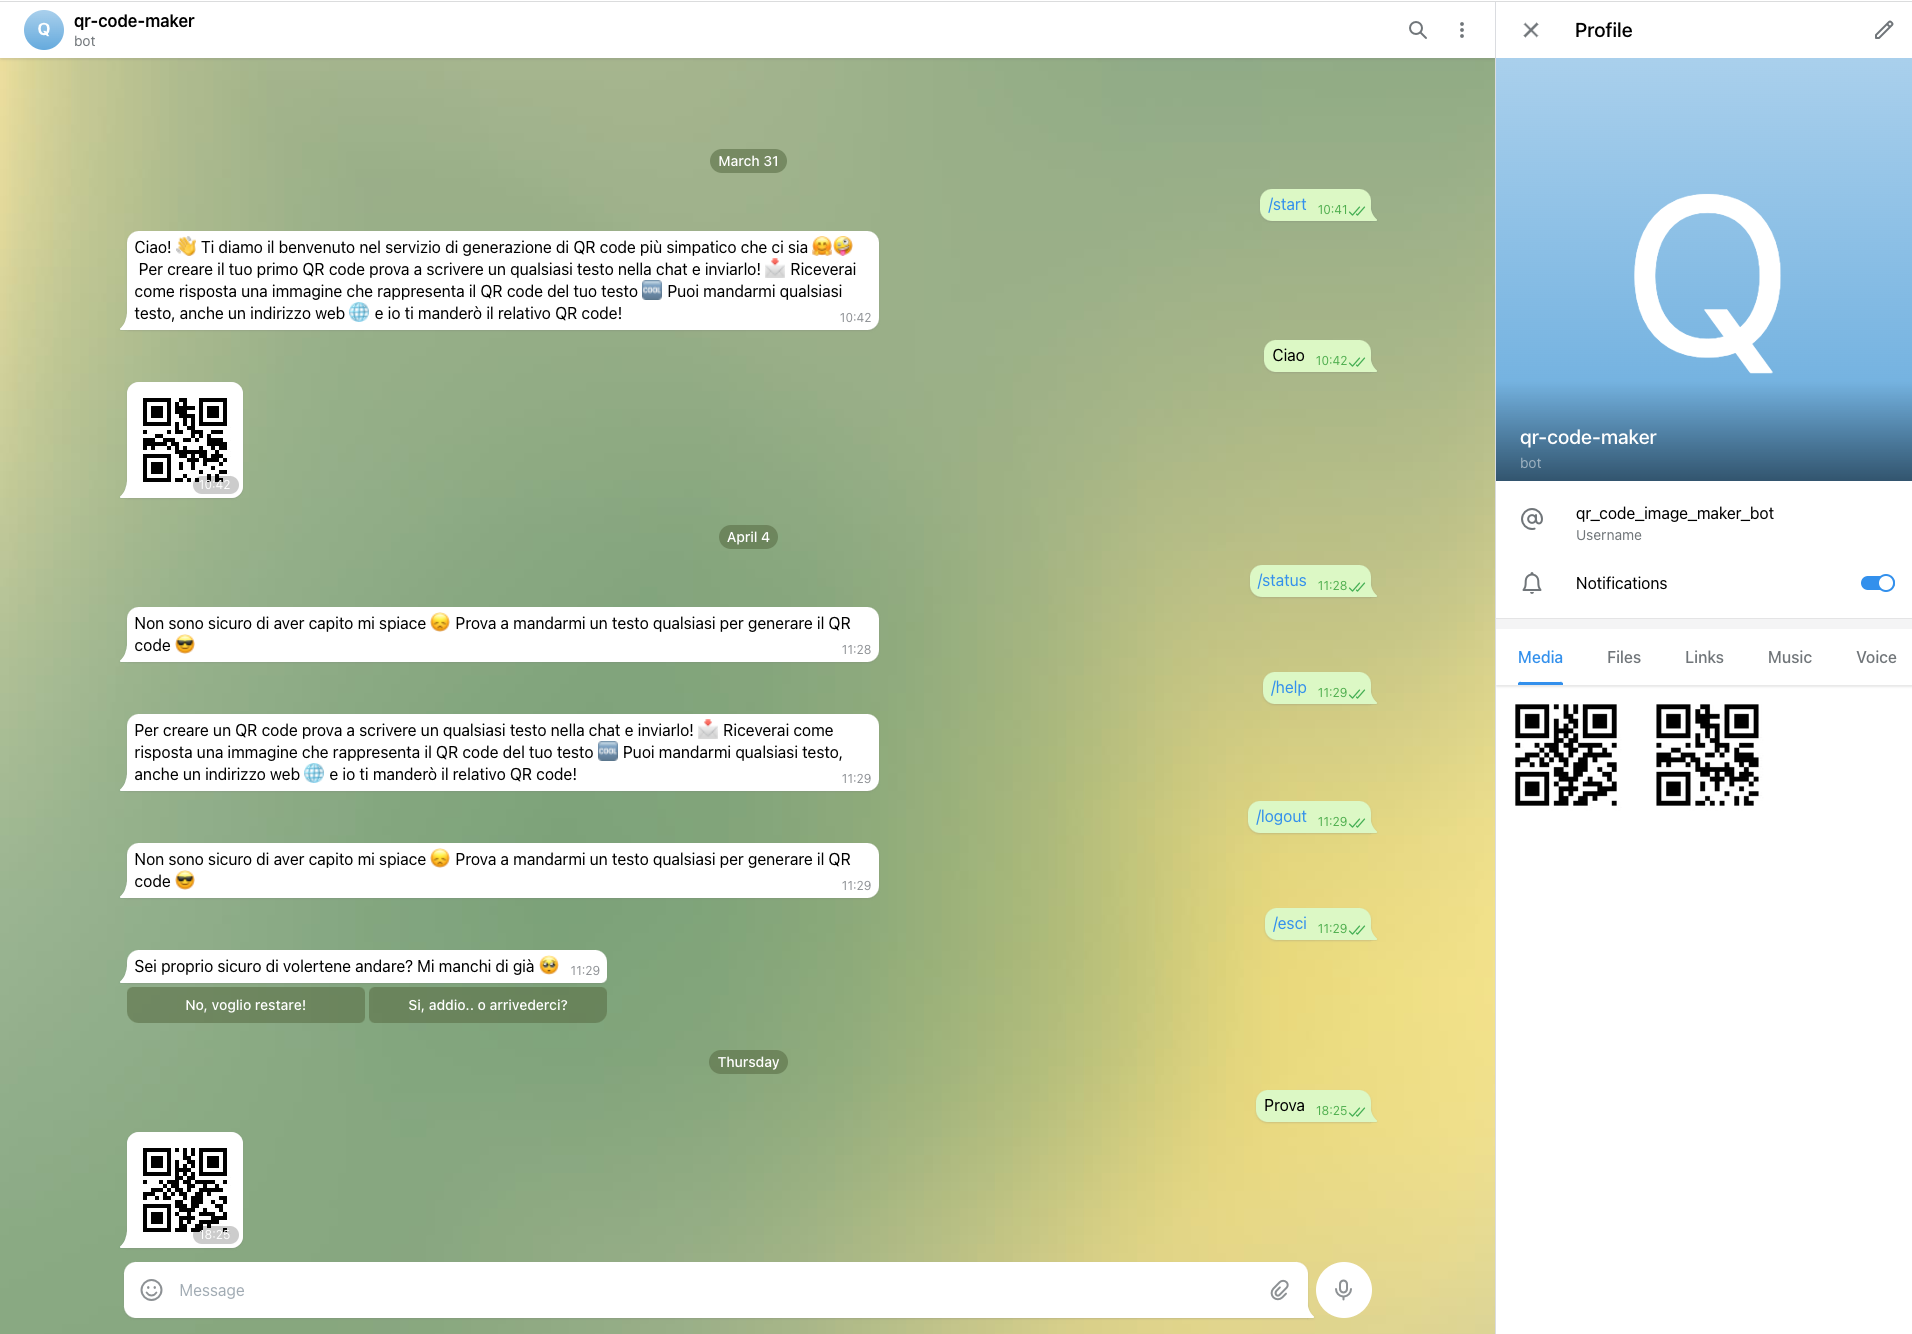 Q
qr-code-maker
bot
March 31
/start 10:41
Ciao! 👋 Ti diamo il benvenuto nel servizio di generazione di QR code più simpatico che ci sia 🤗🤪
Per creare il tuo primo QR code prova a scrivere un qualsiasi testo nella chat e inviarlo! 📩 Riceverai
come risposta una immagine che rappresenta il QR code del tuo testo 🆒 Puoi mandarmi qualsiasi
testo, anche un indirizzo web 🌐 e io ti manderò il relativo QR code!
10:42
Ciao 10:42
10:42
April 4
/status 11:28
Non sono sicuro di aver capito mi spiace 😞 Prova a mandarmi un testo qualsiasi per generare il QR
code 😎
11:28
/help 11:29
Per creare un QR code prova a scrivere un qualsiasi testo nella chat e inviarlo! 📩 Riceverai come
risposta una immagine che rappresenta il QR code del tuo testo 🆒 Puoi mandarmi qualsiasi testo,
anche un indirizzo web 🌐 e io ti manderò il relativo QR code!
11:29
/logout 11:29
Non sono sicuro di aver capito mi spiace 😞 Prova a mandarmi un testo qualsiasi per generare il QR
code 😎
11:29
/esci 11:29
Sei proprio sicuro di volertene andare? Mi manchi di già 🥺 11:29
No, voglio restare!
Si, addio.. o arrivederci?
Thursday
Prova 18:25
18:25
Message
Profile
Q
qr-code-maker
bot
qr_code_image_maker_bot
Username
Notifications
Media Files Links Music Voice